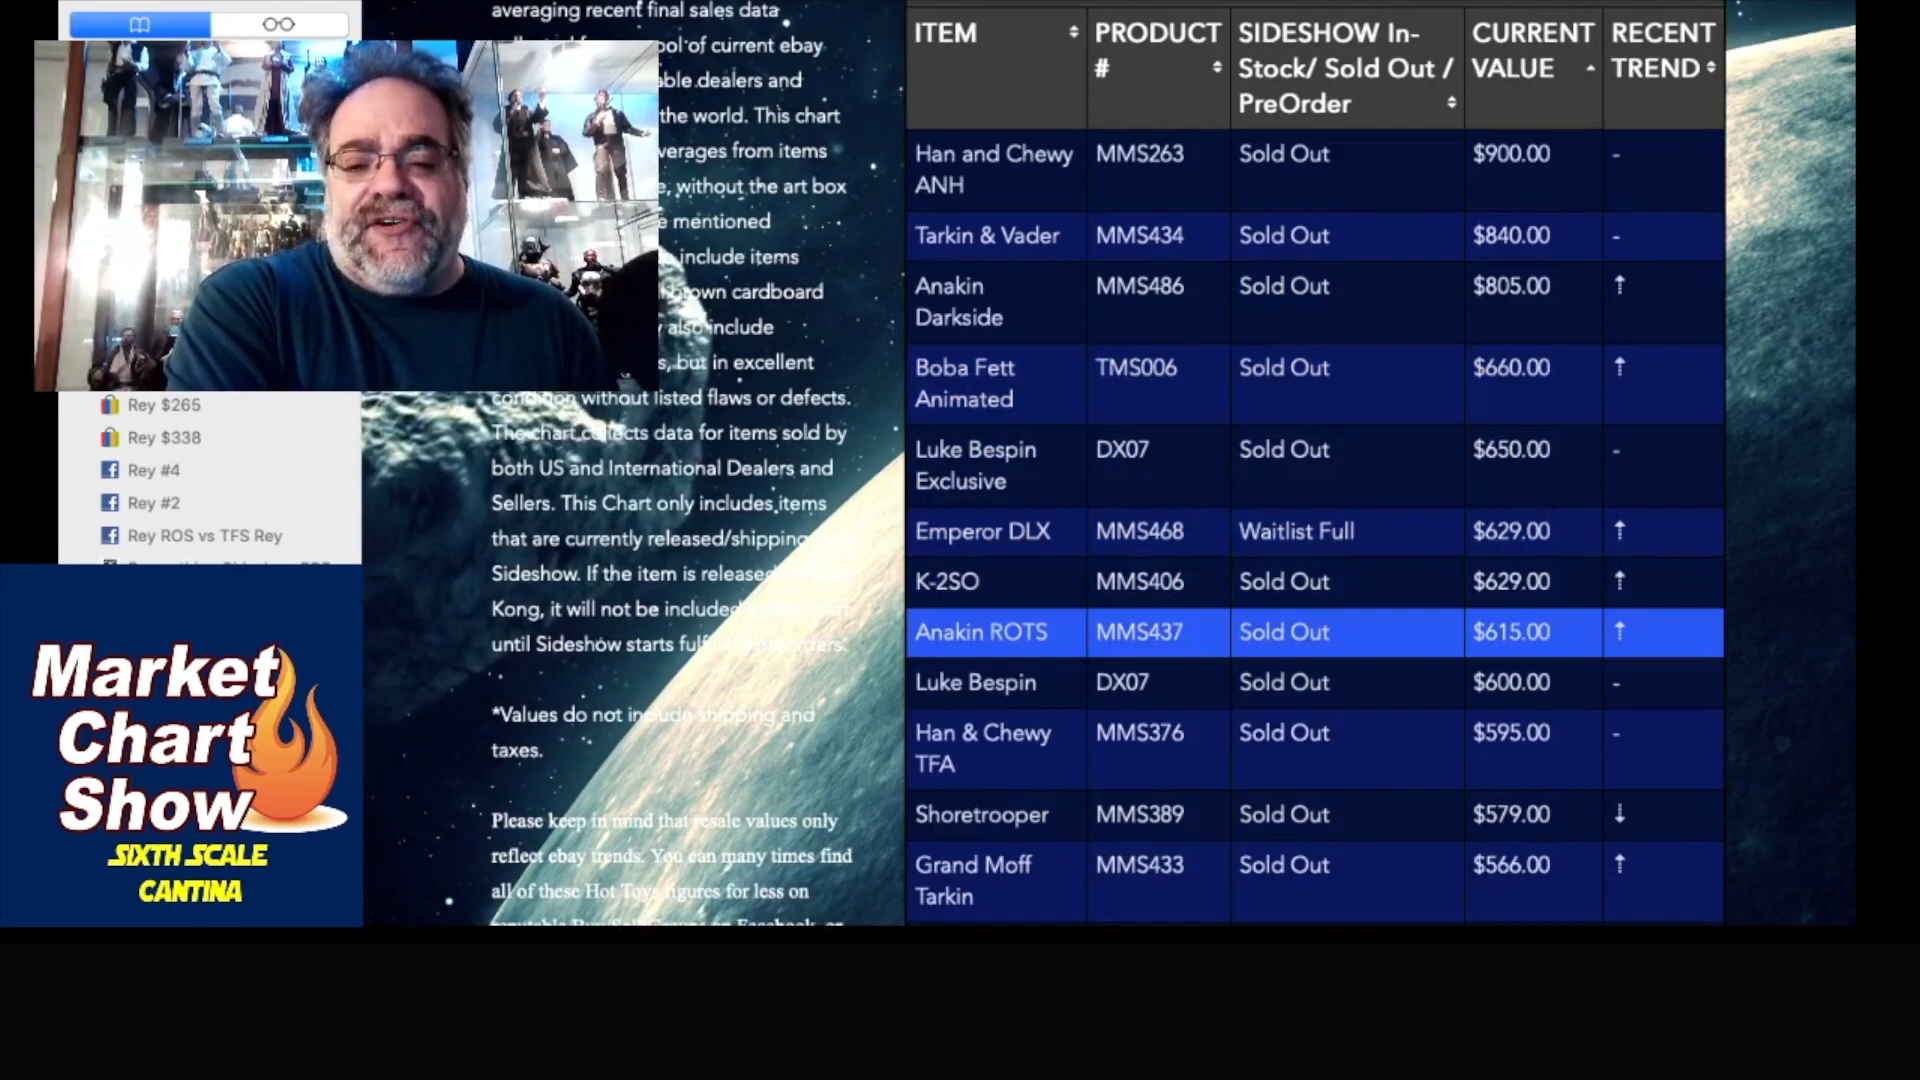 averaging recent final sales data
ool of current ebay
able dealers and
the world. This chart
verages from items
e, without the art box
e mentioned
include items
brown cardboard
also include
s, but in excellent
condition without listed flaws or defects.
The chart collects data for items sold by
both US and International Dealers and
Sellers. This Chart only includes items
that are currently released/shipping
Sideshow. If the item is released
Kong, it will not be included
until Sideshow starts
*Values do not include shipping and
taxes.
Please keep in mind that resale values only
reflect ebay trends. You can many times find
all of these Hot Toys figures for less on
Rey $265
Rey $338
Rey #4
Rey #2
Rey ROS vs TFS Rey
Market
Chart
Show
SIXTH SCALE
CANTINA
ITEM PRODUCT # SIDESHOW In-Stock/ Sold Out / PreOrder CURRENT VALUE RECENT TREND
Han and Chewy ANH MMS263 Sold Out $900.00 -
Tarkin & Vader MMS434 Sold Out $840.00 -
Anakin Darkside MMS486 Sold Out $805.00 ↑
Boba Fett Animated TMS006 Sold Out $660.00 ↑
Luke Bespin Exclusive DX07 Sold Out $650.00 -
Emperor DLX MMS468 Waitlist Full $629.00 ↑
K-2SO MMS406 Sold Out $629.00 ↑
Anakin ROTS MMS437 Sold Out $615.00 ↑
Luke Bespin DX07 Sold Out $600.00 -
Han & Chewy TFA MMS376 Sold Out $595.00 -
Shoretrooper MMS389 Sold Out $579.00 ↓
Grand Moff Tarkin MMS433 Sold Out $566.00 ↑